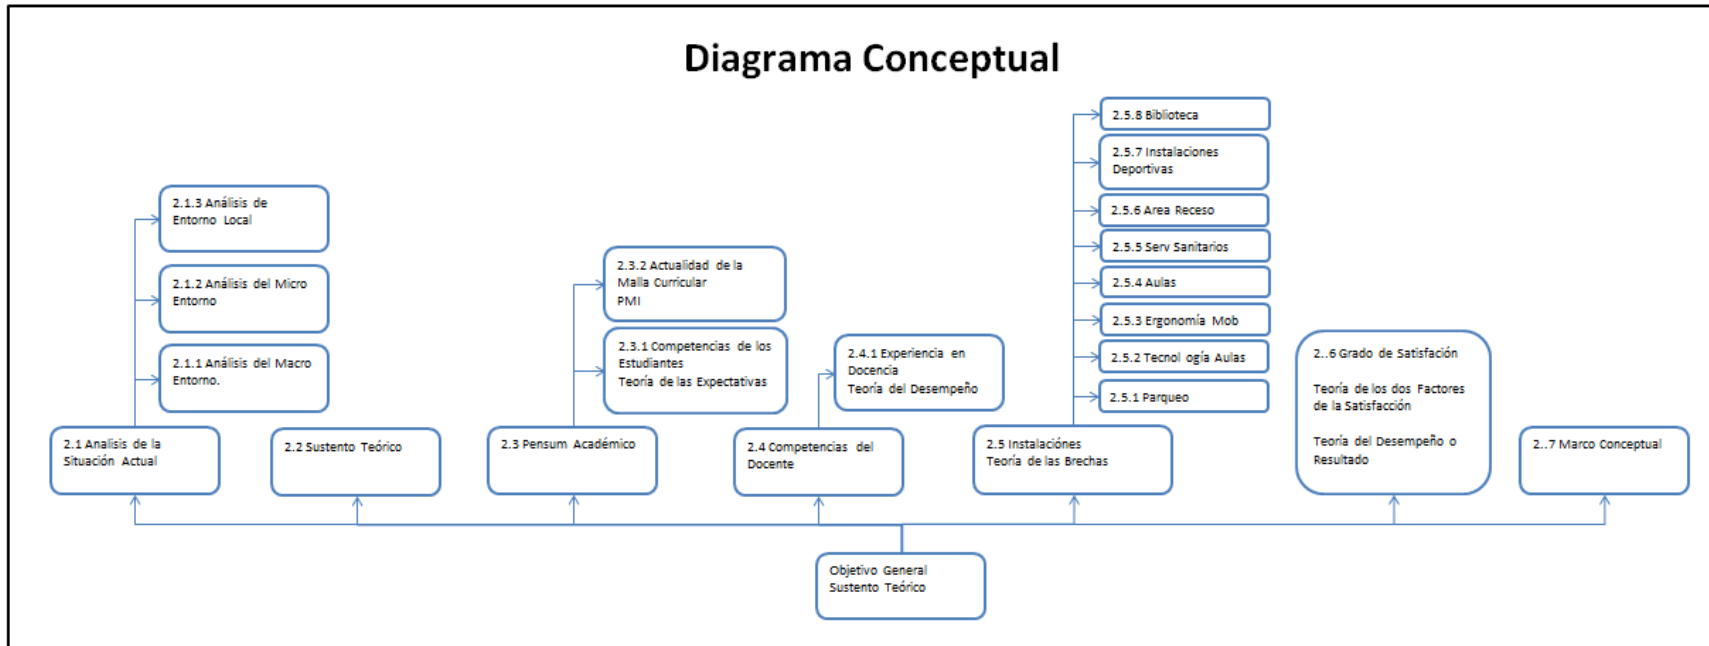 Diagrama Conceptual
2.5.8 Biblioteca
2.5.7 Instalaciones
Deportivas
2.5.6 Area Receso
2.5.5 Serv Sanitarios
2.5.4 Aulas
2.5.3 Ergonomía Mob
2.5.2 Tecnol ogía Aulas
2.5.1 Parqueo
2.1.3 Análisis de
Entorno Local
2.1.2 Análisis del Micro
Entorno
2.1.1 Análisis del Macro
Entorno.
2.3.2 Actualidad de la
Malla Curricular
PMI
2.3.1 Competencias de los
Estudiantes
Teoría de las Expectativas
2.4.1 Experiencia en
Docencia
Teoría del Desempeño
2.1 Analisis de la
Situación Actual
2.2 Sustento Teórico
2.3 Pensum Académico
2.4 Competencias del
Docente
2.5 Instalaciónes
Teoría de las Brechas
2..6 Grado de Satisfación
Teoría de los dos Factores
de la Satisfacción
Teoría del Desempeño o
Resultado
2..7 Marco Conceptual
Objetivo General
Sustento Teórico